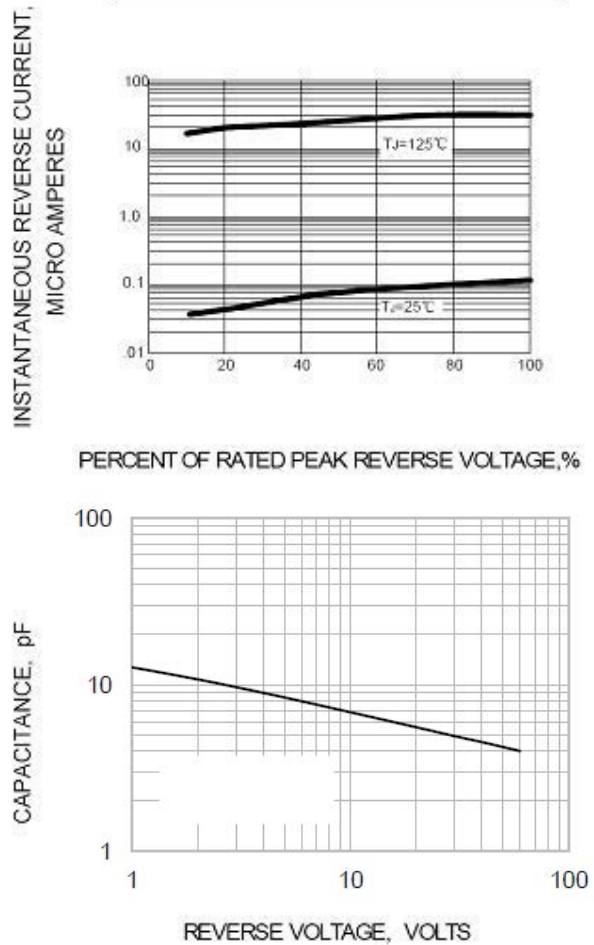 INSTANTANEOUS REVERSE CURRENT,
MICRO AMPERES
100
10
1.0
0.1
.01
TJ=125℃
TJ=25℃
0 20 40 60 80 100
PERCENT OF RATED PEAK REVERSE VOLTAGE,%
CAPACITANCE, pF
100
10
1
1 10 100
REVERSE VOLTAGE, VOLTS